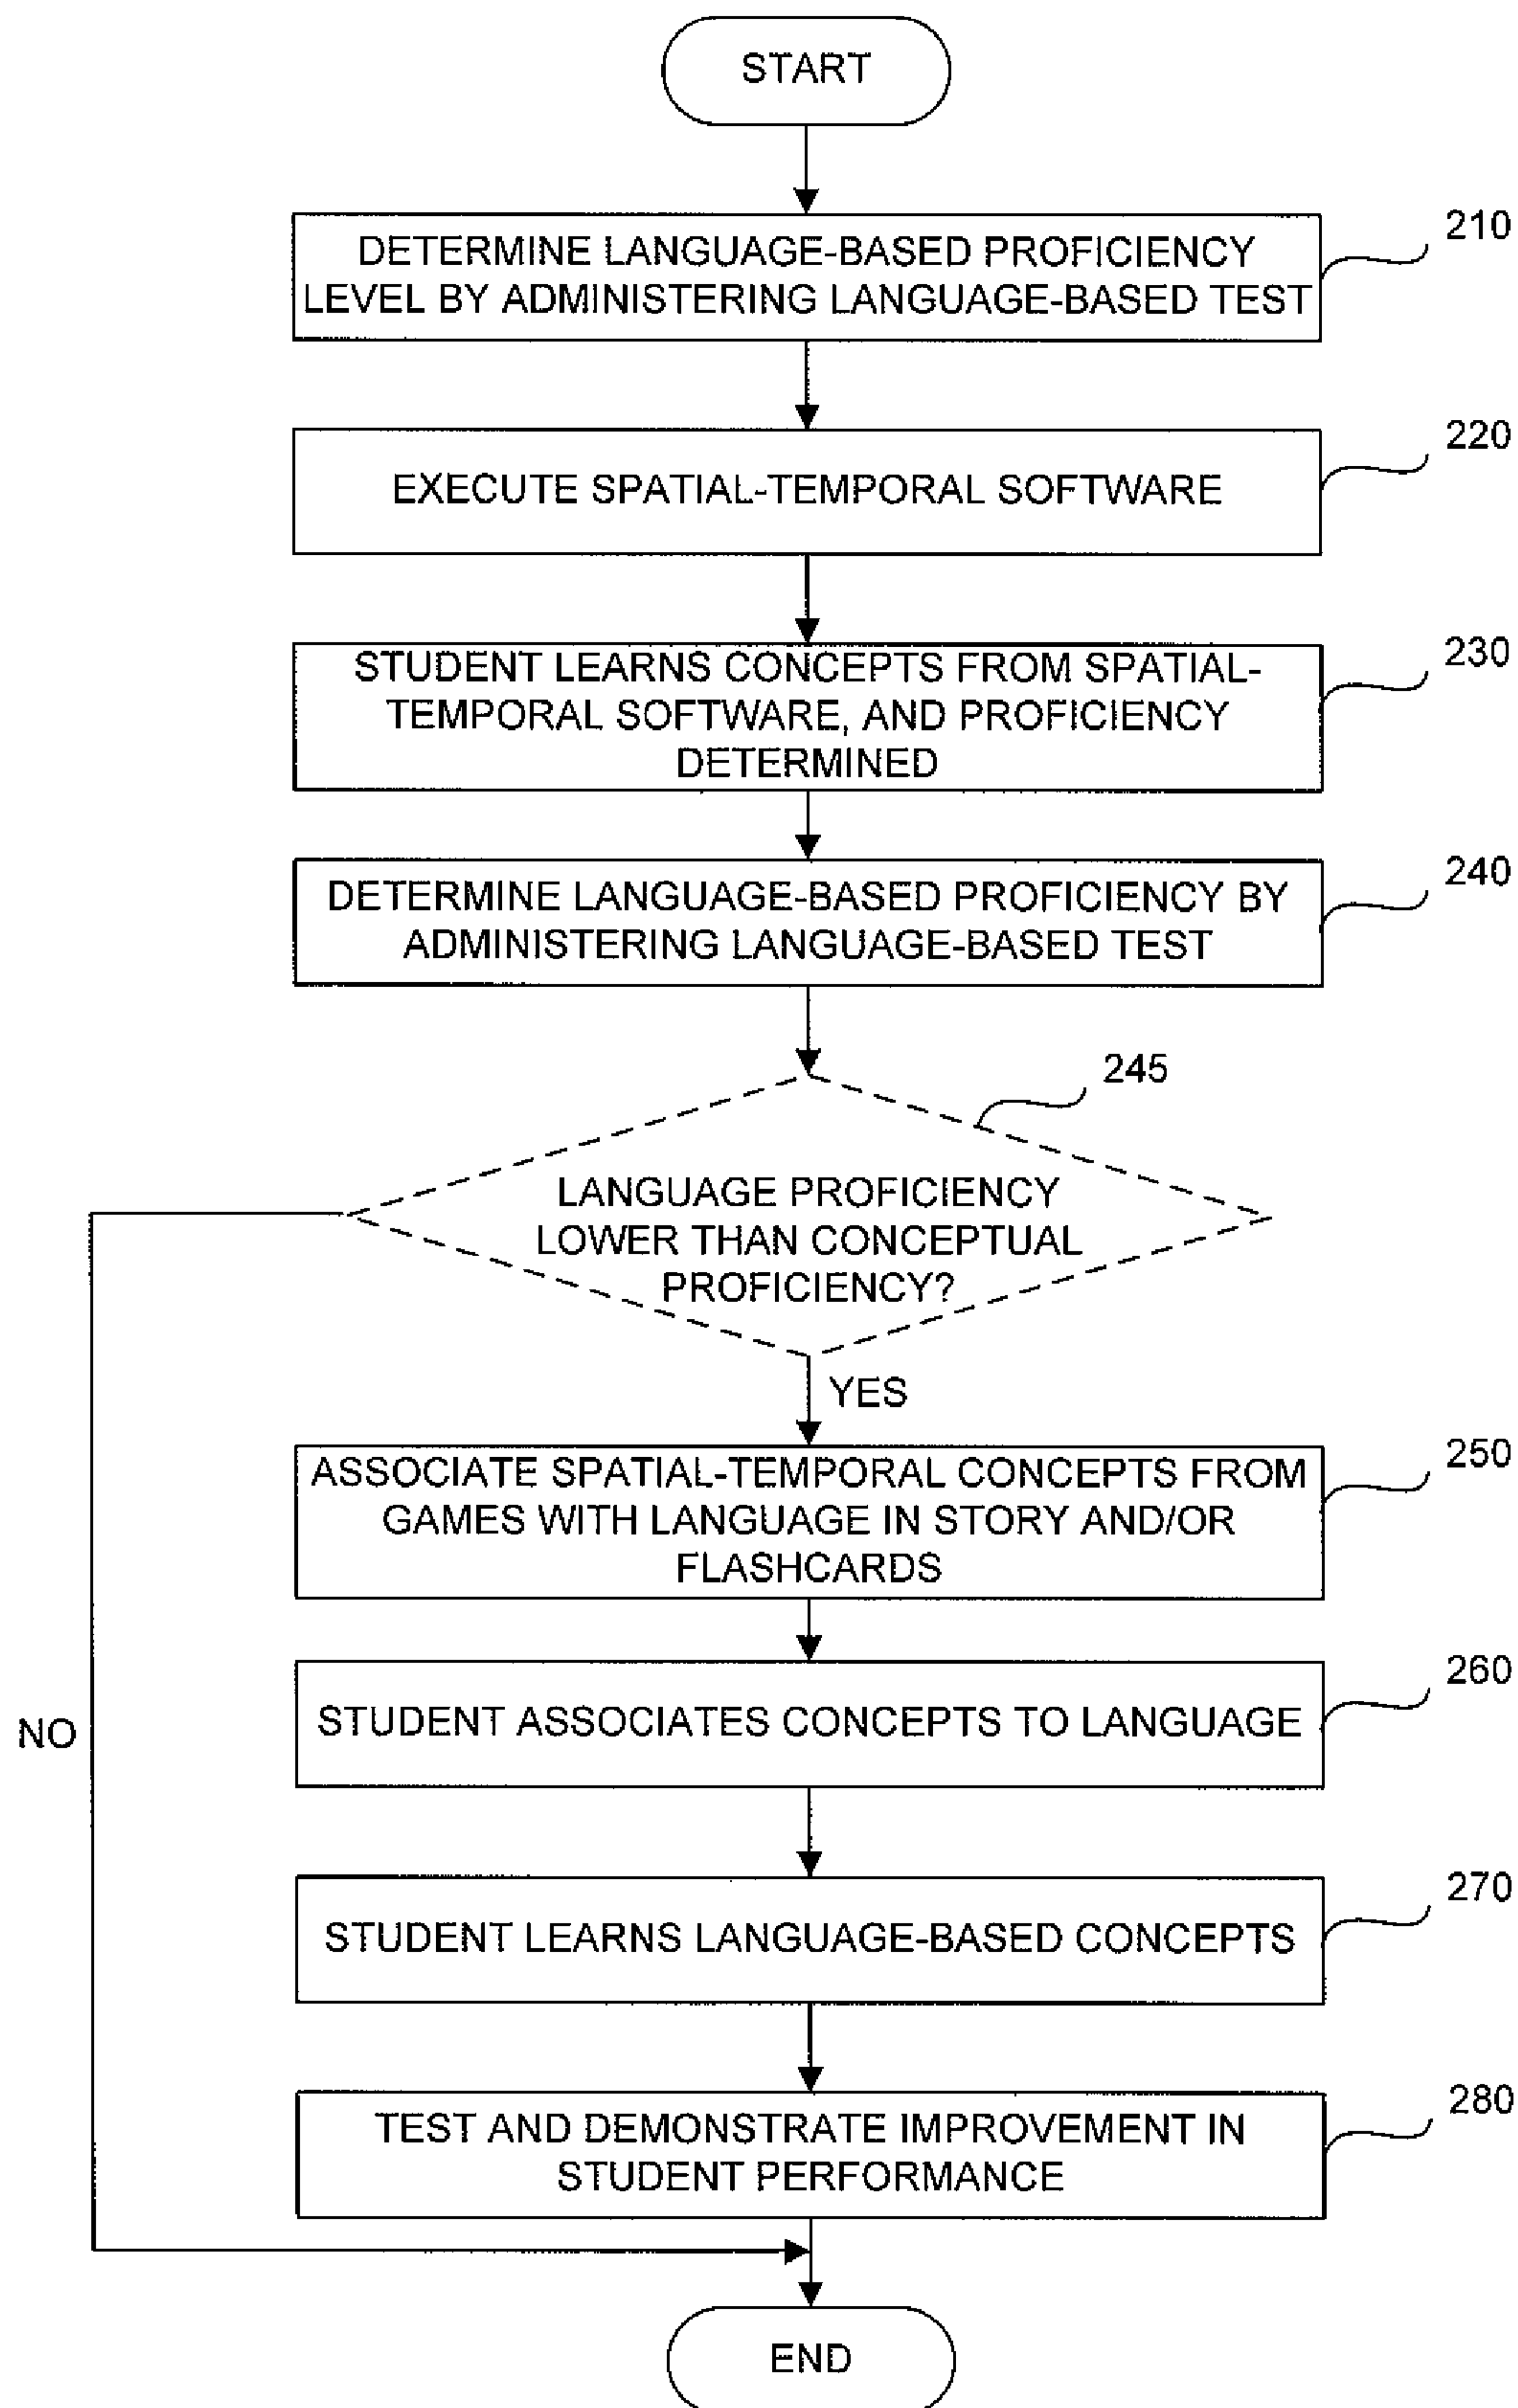 START
210
DETERMINE LANGUAGE-BASED PROFICIENCY
LEVEL BY ADMINISTERING LANGUAGE-BASED TEST
220
EXECUTE SPATIAL-TEMPORAL SOFTWARE
230
STUDENT LEARNS CONCEPTS FROM SPATIAL-
TEMPORAL SOFTWARE, AND PROFICIENCY
DETERMINED
240
DETERMINE LANGUAGE-BASED PROFICIENCY BY
ADMINISTERING LANGUAGE-BASED TEST
245
LANGUAGE PROFICIENCY
LOWER THAN CONCEPTUAL
PROFICIENCY?
YES
250
ASSOCIATE SPATIAL-TEMPORAL CONCEPTS FROM
GAMES WITH LANGUAGE IN STORY AND/OR
FLASHCARDS
260
STUDENT ASSOCIATES CONCEPTS TO LANGUAGE
NO
270
STUDENT LEARNS LANGUAGE-BASED CONCEPTS
280
TEST AND DEMONSTRATE IMPROVEMENT IN
STUDENT PERFORMANCE
END